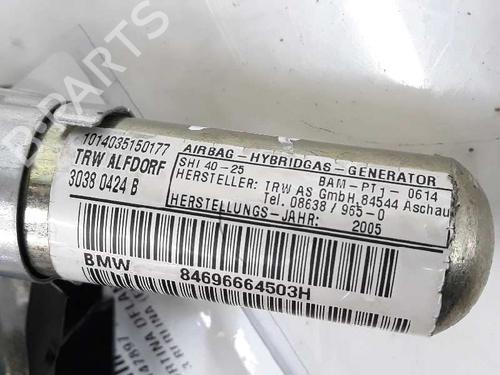 B-PARTS
1014035150177
TRW ALFDORF
3038 0424 B
AIRBAG - HYBRIDGAS - GENERATOR
SHI 40-25 BAM-PT1- 0614
HERSTELLER: TRW AS GmbH,84544 Aschau
Tel. 08638 / 965-0
HERSTELLUNGS-JAHR: 2005
BMW 84696664503H